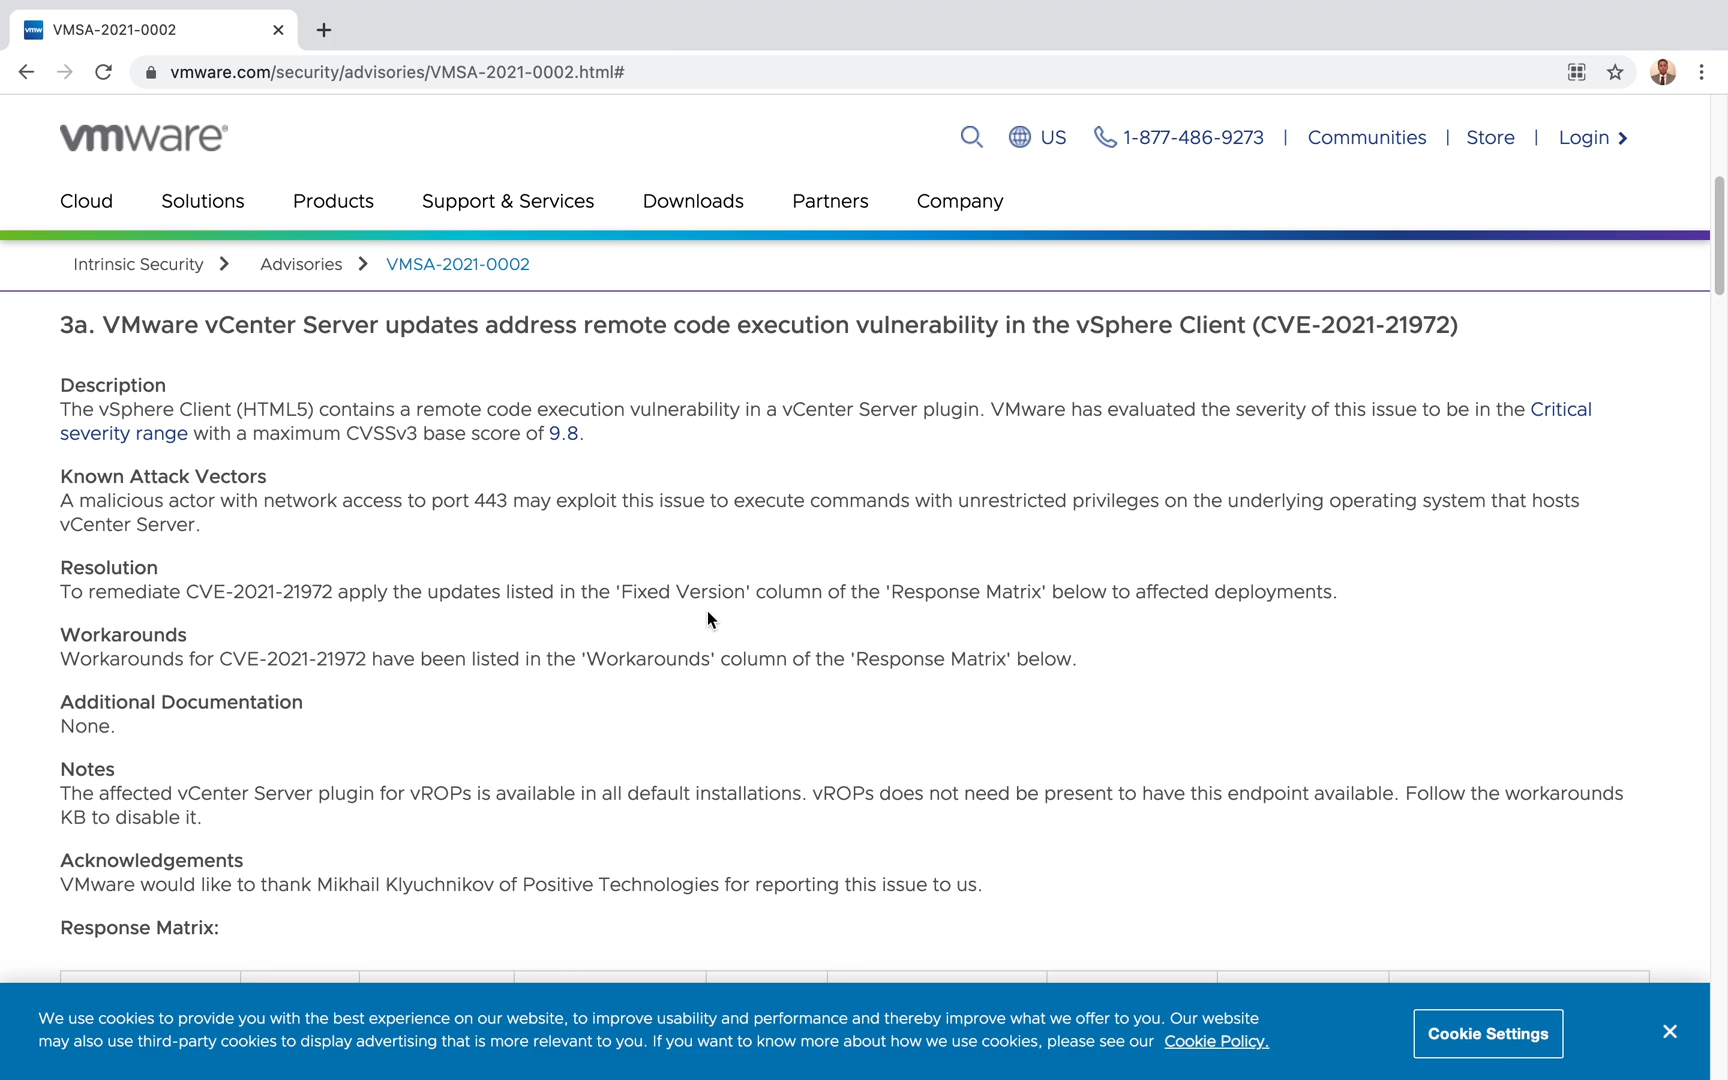 vmw VMSA-2021-0002
vmware.com/security/advisories/VMSA-2021-0002.html#
vmware®
US 1-877-486-9273 | Communities | Store | Login
Cloud Solutions Products Support & Services Downloads Partners Company
Intrinsic Security Advisories VMSA-2021-0002
3a. VMware vCenter Server updates address remote code execution vulnerability in the vSphere Client (CVE-2021-21972)
Description
The vSphere Client (HTML5) contains a remote code execution vulnerability in a vCenter Server plugin. VMware has evaluated the severity of this issue to be in the Critical
severity range with a maximum CVSSv3 base score of 9.8.
Known Attack Vectors
A malicious actor with network access to port 443 may exploit this issue to execute commands with unrestricted privileges on the underlying operating system that hosts
vCenter Server.
Resolution
To remediate CVE-2021-21972 apply the updates listed in the 'Fixed Version' column of the 'Response Matrix' below to affected deployments.
Workarounds
Workarounds for CVE-2021-21972 have been listed in the 'Workarounds' column of the 'Response Matrix' below.
Additional Documentation
None.
Notes
The affected vCenter Server plugin for vROPs is available in all default installations. vROPs does not need be present to have this endpoint available. Follow the workarounds
KB to disable it.
Acknowledgements
VMware would like to thank Mikhail Klyuchnikov of Positive Technologies for reporting this issue to us.
Response Matrix:
We use cookies to provide you with the best experience on our website, to improve usability and performance and thereby improve what we offer to you. Our website
may also use third-party cookies to display advertising that is more relevant to you. If you want to know more about how we use cookies, please see our Cookie Policy.
Cookie Settings